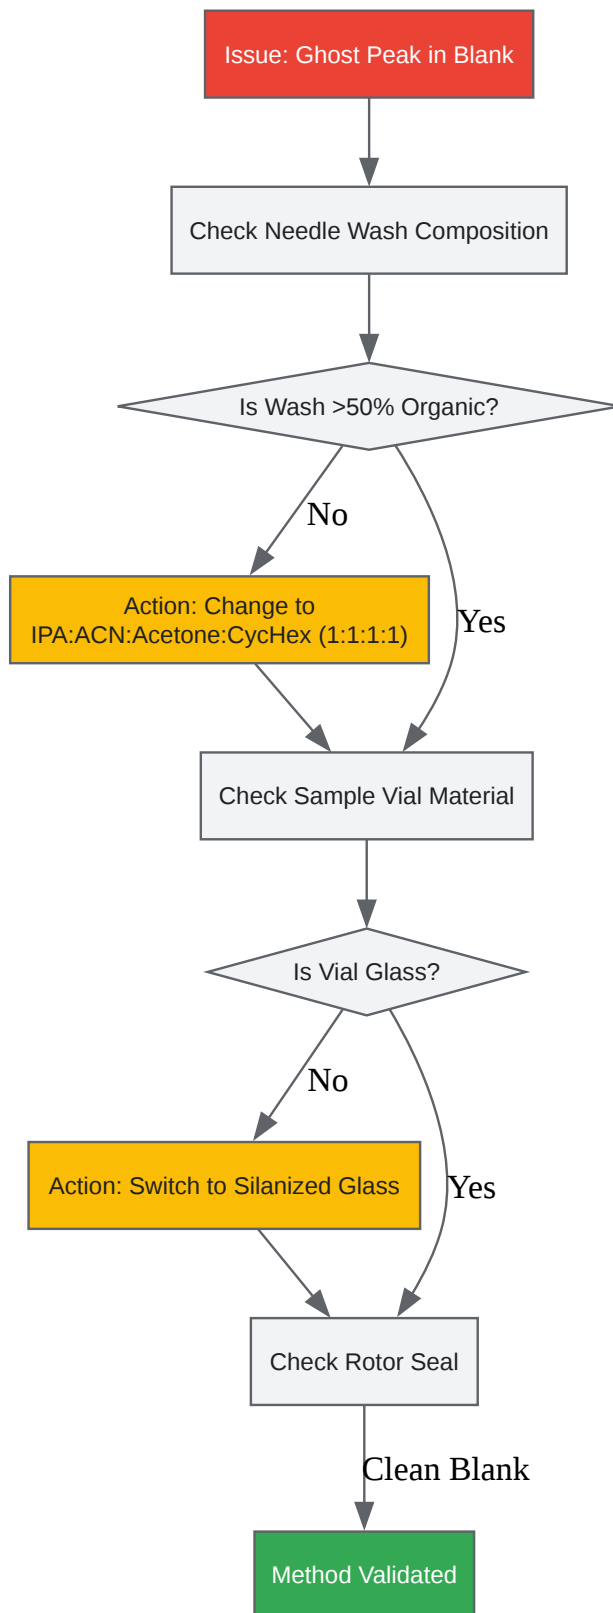 Issue: Ghost Peak in Blank
Check Needle Wash Composition
Is Wash >50% Organic?
No
Yes
Action: Change to
IPA:ACN:Acetone:CycHex (1:1:1:1)
Check Sample Vial Material
Is Vial Glass?
No
Yes
Action: Switch to Silanized Glass
Check Rotor Seal
Clean Blank
Method Validated